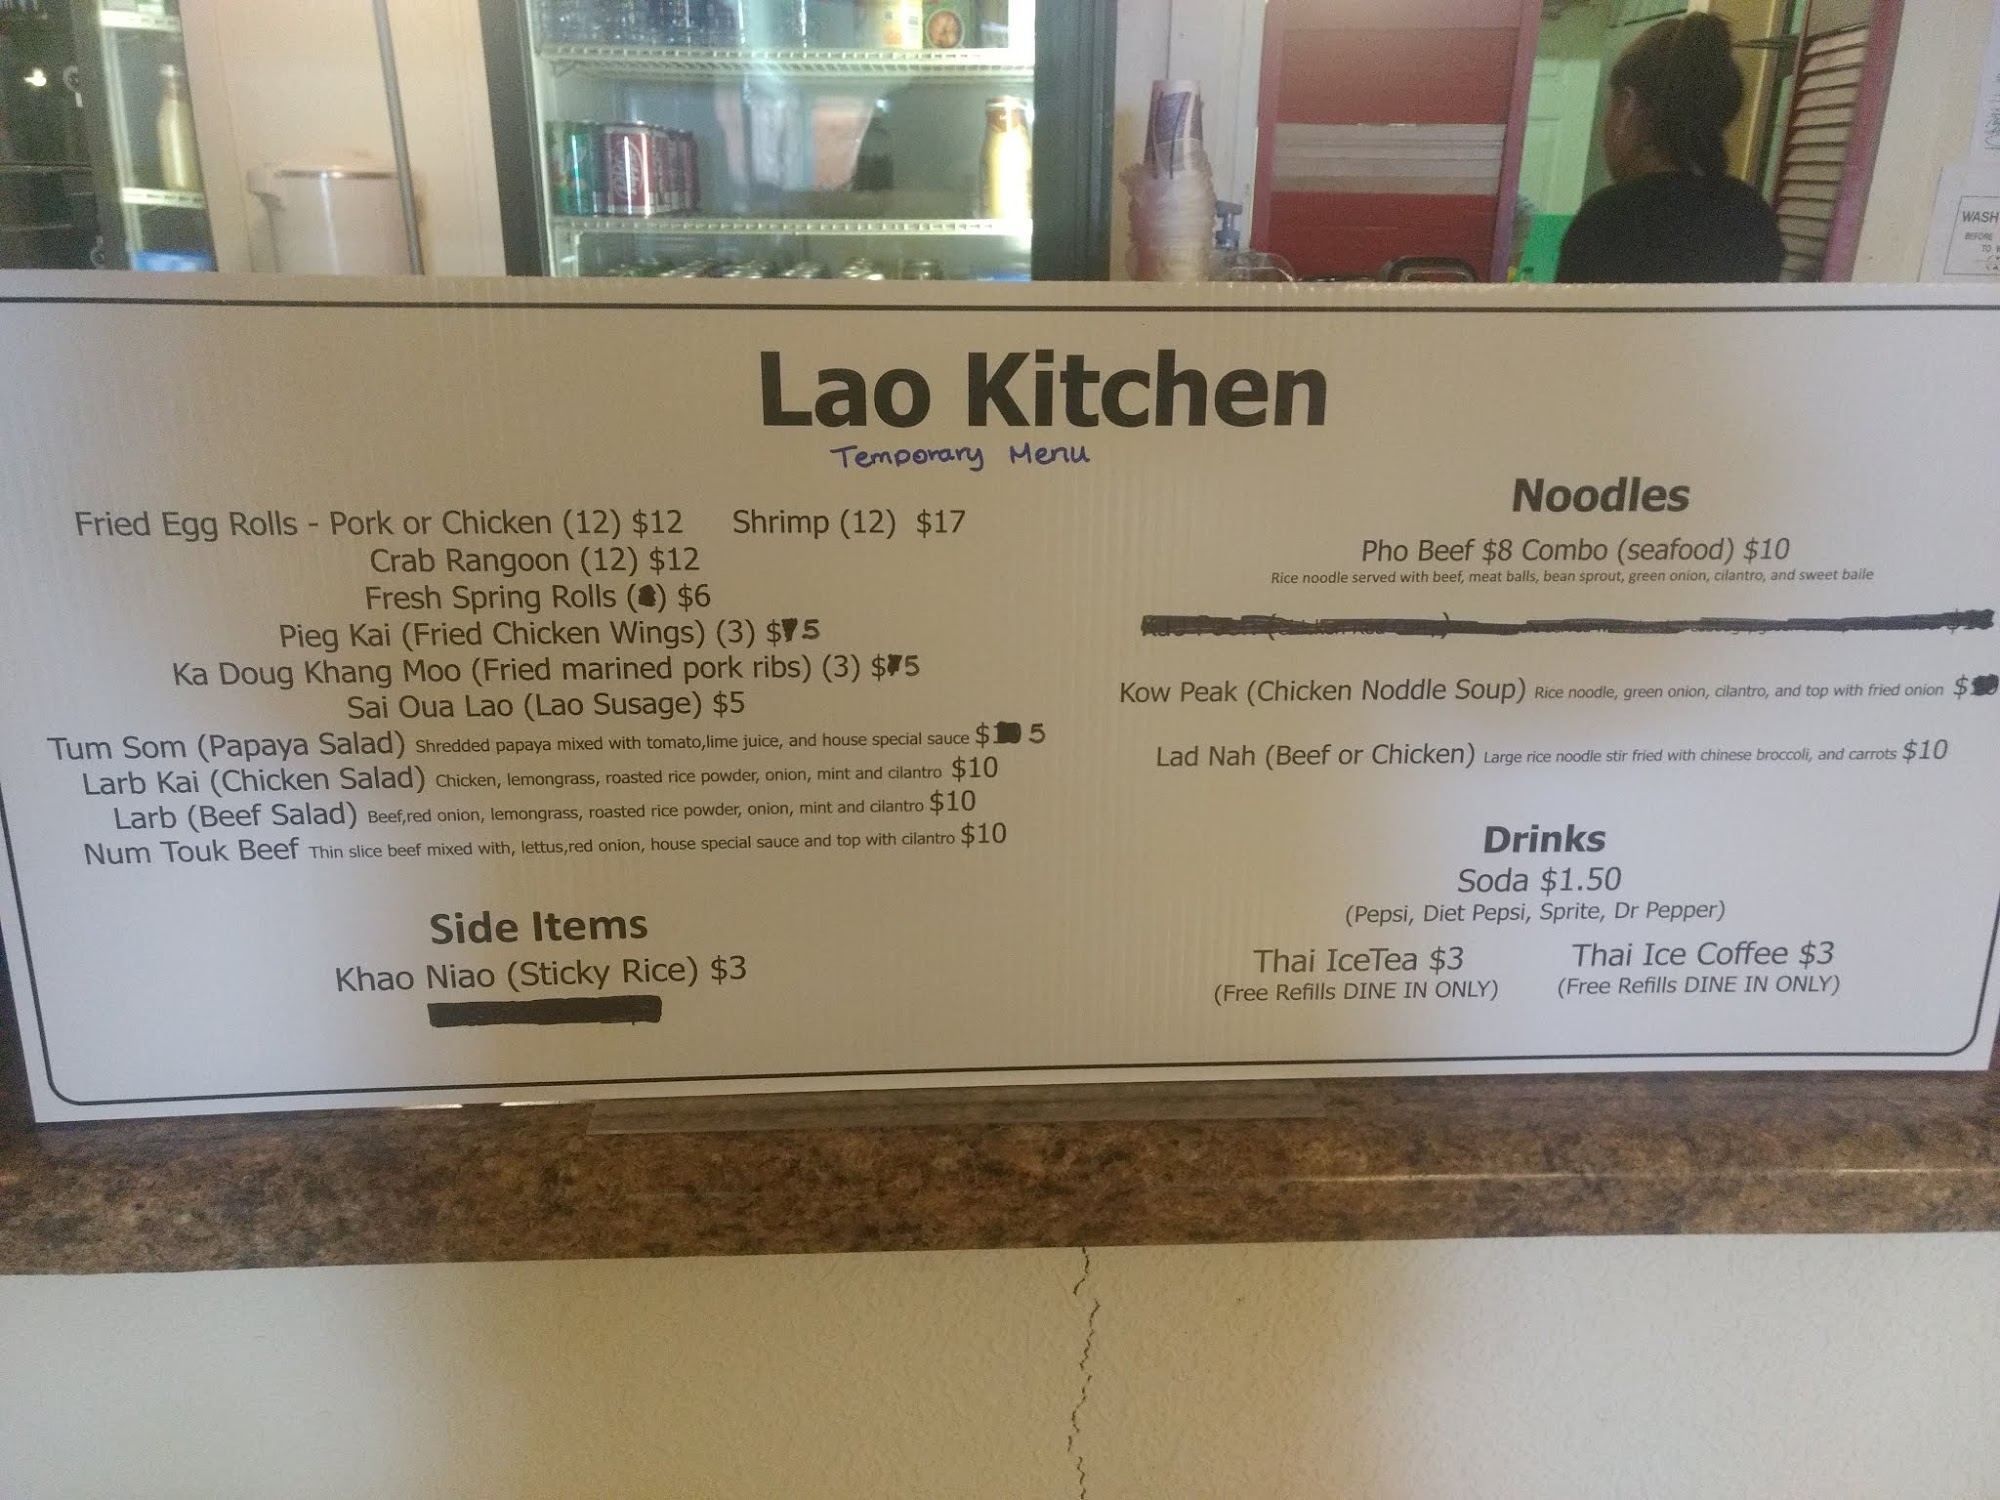 WASH
BEFORE
Lao Kitchen
Temporary Menu
Fried Egg Rolls - Pork or Chicken (12) $12 Shrimp (12) $17
Crab Rangoon (12) $12
Fresh Spring Rolls ( ) $6
Pieg Kai (Fried Chicken Wings) (3) $ 5
Ka Doug Khang Moo (Fried marined pork ribs) (3) $ 5
Sai Oua Lao (Lao Susage) $5
Tum Som (Papaya Salad) Shredded papaya mixed with tomato,lime juice, and house special sauce $ 5
Larb Kai (Chicken Salad) Chicken, lemongrass, roasted rice powder, onion, mint and cilantro $10
Larb (Beef Salad) Beef,red onion, lemongrass, roasted rice powder, onion, mint and cilantro $10
Num Touk Beef Thin slice beef mixed with, lettus,red onion, house special sauce and top with cilantro $10
Side Items
Khao Niao (Sticky Rice) $3
Noodles
Pho Beef $8 Combo (seafood) $10
Rice noodle served with beef, meat balls, bean sprout, green onion, cilantro, and sweet baile
Kow Peak (Chicken Noddle Soup) Rice noodle, green onion, cilantro, and top with fried onion $
Lad Nah (Beef or Chicken) Large rice noodle stir fried with chinese broccoli, and carrots $10
Drinks
Soda $1.50
(Pepsi, Diet Pepsi, Sprite, Dr Pepper)
Thai IceTea $3 Thai Ice Coffee $3
(Free Refills DINE IN ONLY) (Free Refills DINE IN ONLY)